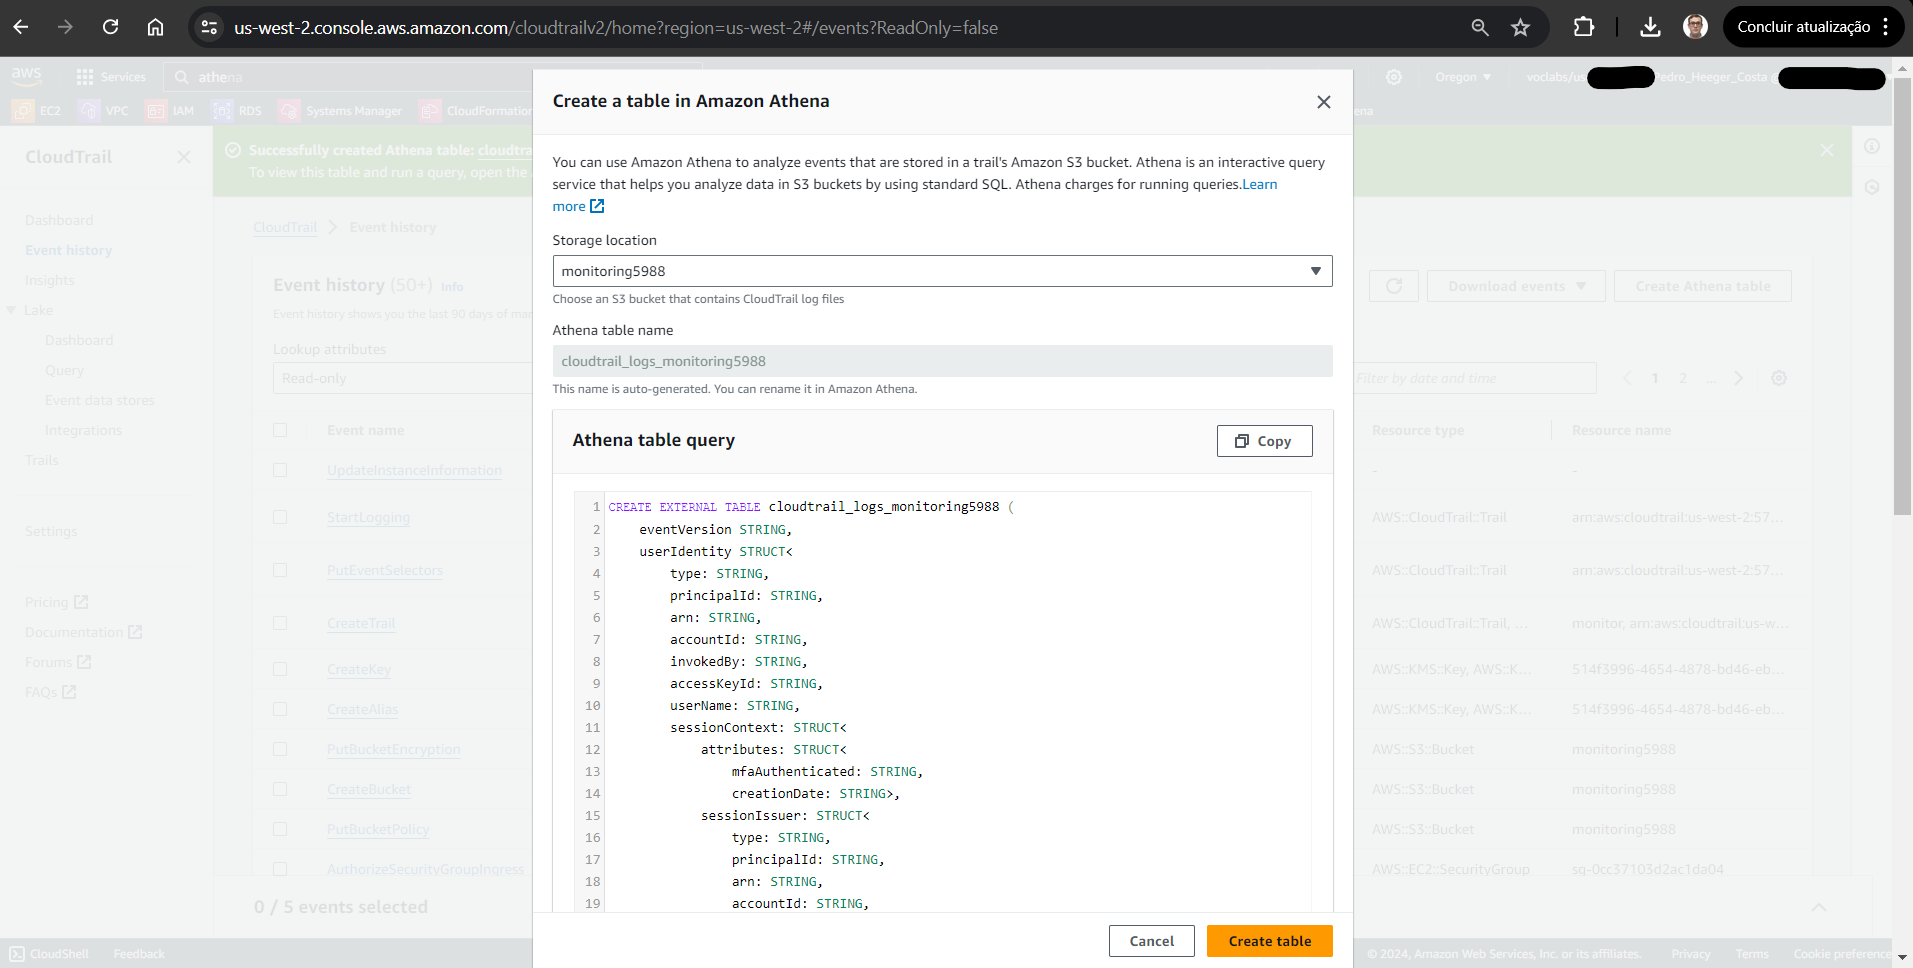 us-west-2.console.aws.amazon.com/cloudtrailv2/home?region=us-west-2#/events?ReadOnly=false
Concluir atualização
aws
Services
athena
Oregon
voclabs/us
Pedro_Heeger_Costa @
EC2
VPC
IAM
RDS
Systems Manager
CloudFormation
CloudTrail
Dashboard
Event history
Insights
Lake
Dashboard
Query
Event data stores
Integrations
Trails
Settings
Pricing
Documentation
Forums
FAQs
Successfully created Athena table: cloudtra
To view this table and run a query, open the
CloudTrail
Event history
Event history (50+) Info
Event history shows you the last 90 days of
Lookup attributes
Read-only
Download events
Create Athena table
Filter by date and time
1 2 ...
Event name
Resource type
Resource name
UpdateInstanceInformation
-
-
StartLogging
AWS::CloudTrail::Trail
arn:aws:cloudtrail:us-west-2:57...
PutEventSelectors
AWS::CloudTrail::Trail
arn:aws:cloudtrail:us-west-2:57...
CreateTrail
AWS::CloudTrail::Trail, ...
monitor, arn:aws:cloudtrail:us-w...
CreateKey
AWS::KMS::Key, AWS::K...
514f3996-4654-4878-bd46-eb...
CreateAlias
AWS::KMS::Key, AWS::K...
514f3996-4654-4878-bd46-eb...
PutBucketEncryption
AWS::S3::Bucket
monitoring5988
CreateBucket
AWS::S3::Bucket
monitoring5988
PutBucketPolicy
AWS::S3::Bucket
monitoring5988
AuthorizeSecurityGroupIngress
AWS::EC2::SecurityGroup
sg-0cc37103d2ac1da04
0 / 5 events selected
Create a table in Amazon Athena
You can use Amazon Athena to analyze events that are stored in a trail's Amazon S3 bucket. Athena is an interactive query
service that helps you analyze data in S3 buckets by using standard SQL. Athena charges for running queries.Learn
more
Storage location
monitoring5988
Choose an S3 bucket that contains CloudTrail log files
Athena table name
cloudtrail_logs_monitoring5988
This name is auto-generated. You can rename it in Amazon Athena.
Athena table query
Copy
1 CREATE EXTERNAL TABLE cloudtrail_logs_monitoring5988 (
2 eventVersion STRING,
3 userIdentity STRUCT<
4 type: STRING,
5 principalId: STRING,
6 arn: STRING,
7 accountId: STRING,
8 invokedBy: STRING,
9 accessKeyId: STRING,
10 userName: STRING,
11 sessionContext: STRUCT<
12 attributes: STRUCT<
13 mfaAuthenticated: STRING,
14 creationDate: STRING>,
15 sessionIssuer: STRUCT<
16 type: STRING,
17 principalId: STRING,
18 arn: STRING,
19 accountId: STRING,
Cancel
Create table
CloudShell
Feedback
© 2024, Amazon Web Services, Inc. or its affiliates.
Privacy
Terms
Cookie preference